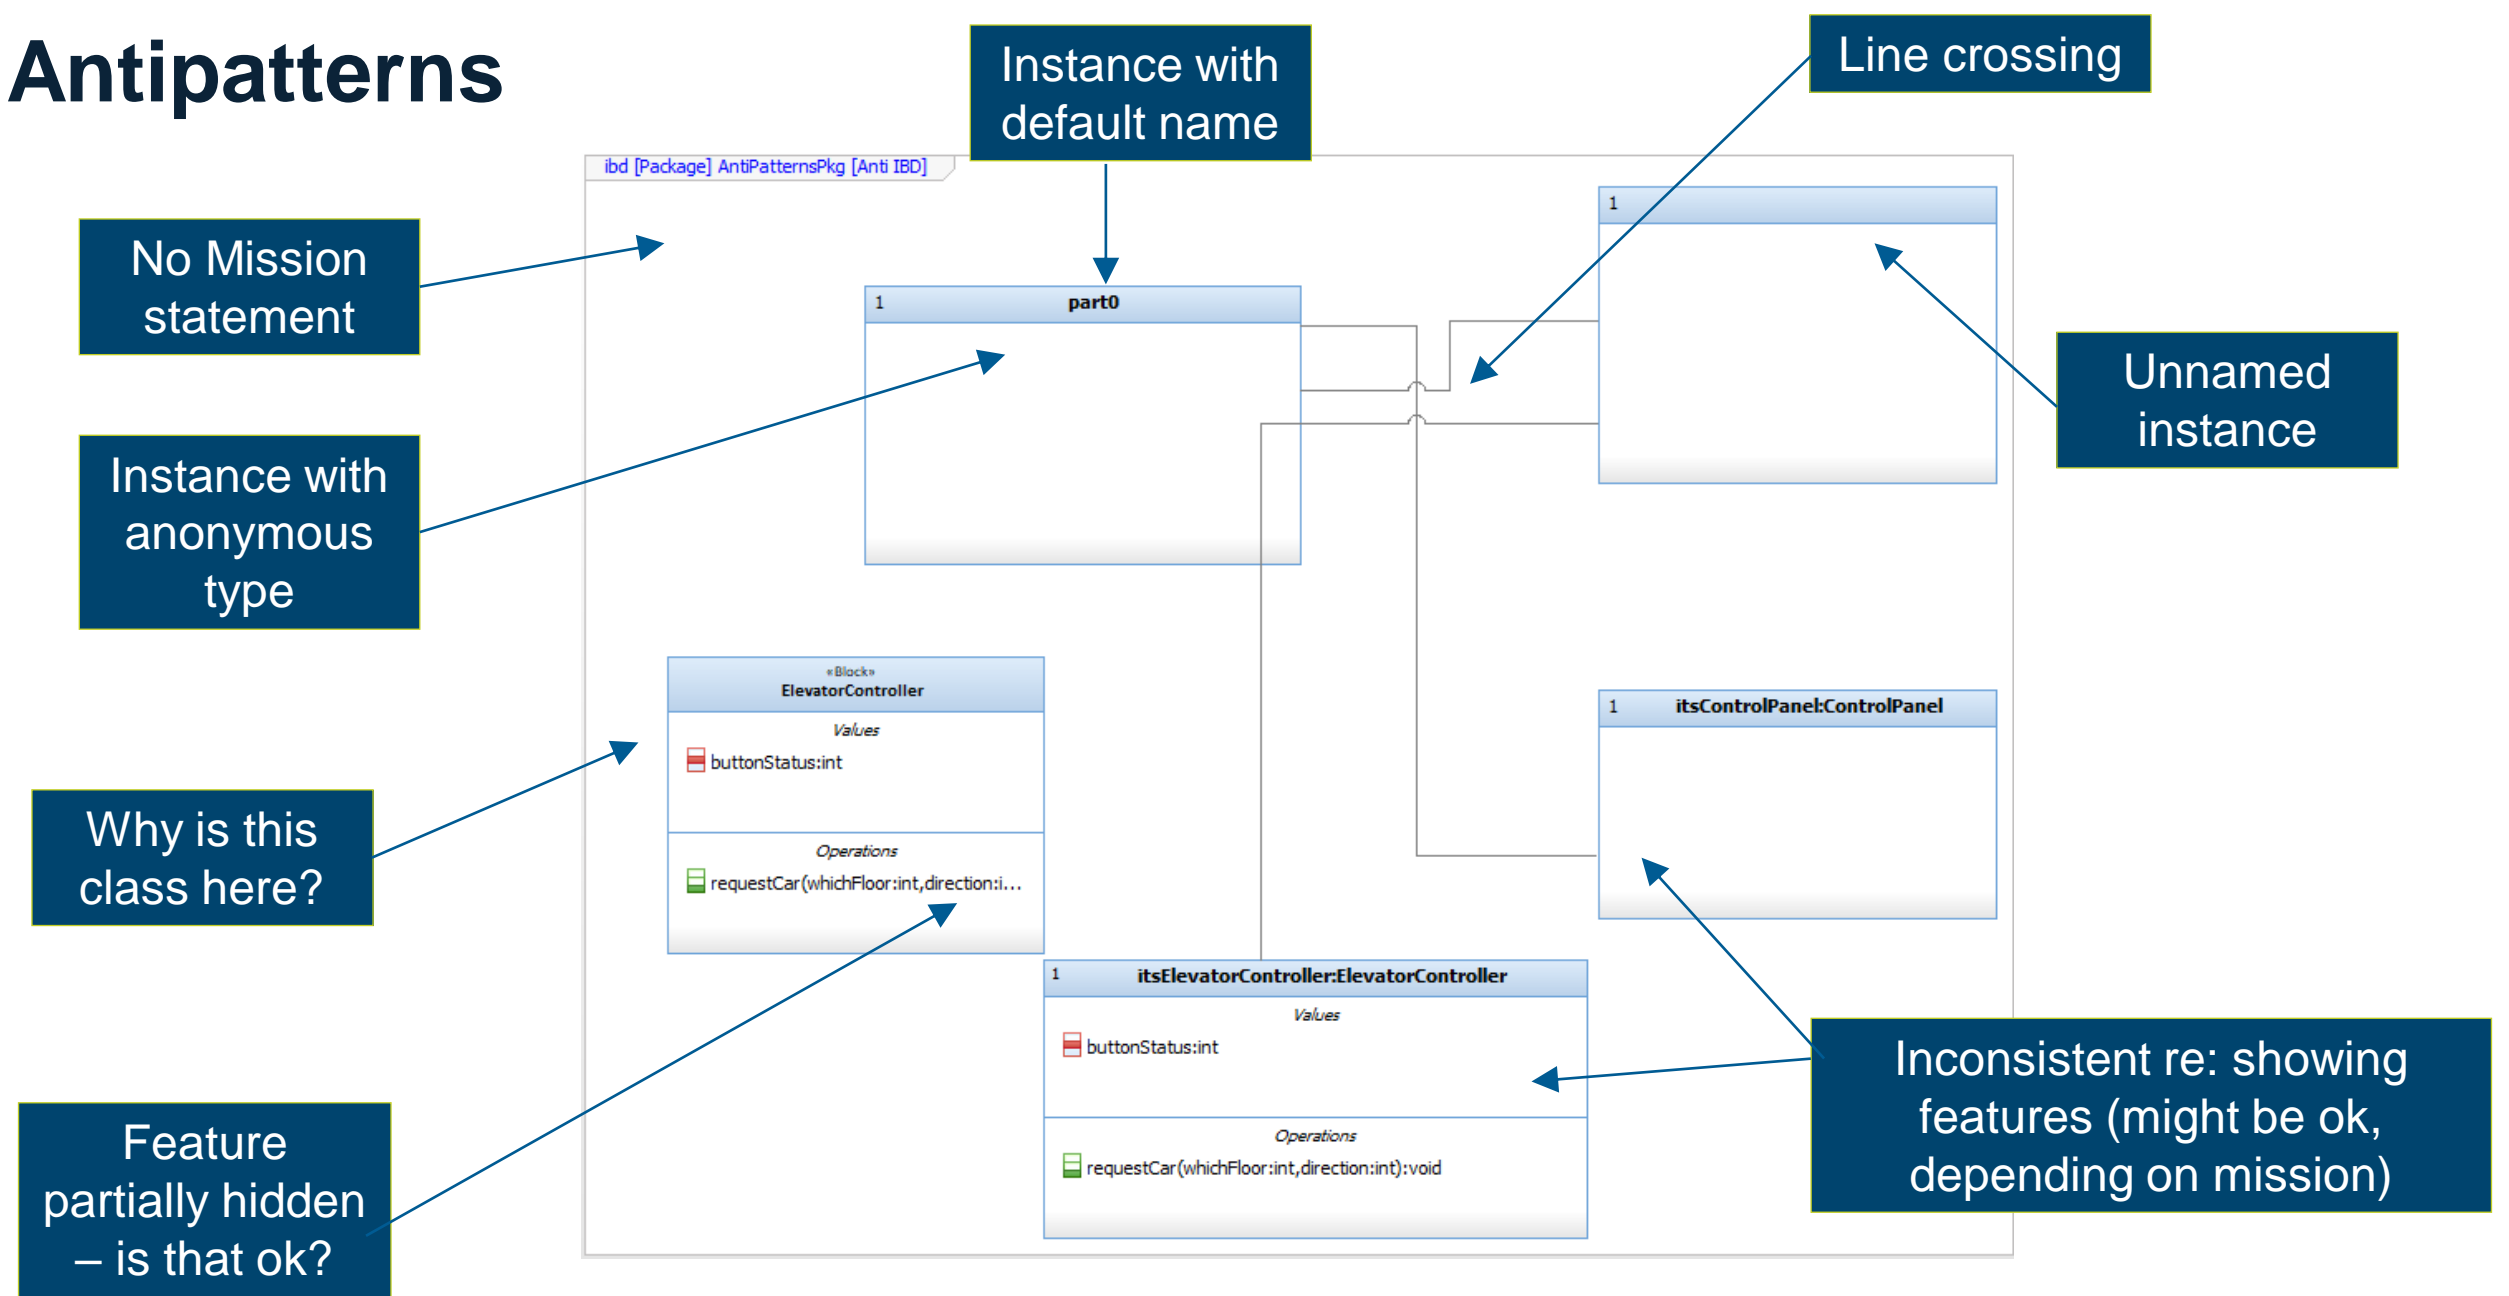 Antipatterns
Instance with
default name
Line crossing
ibd [Package] AntiPatternsPkg [Anti IBD]
No Mission
statement
1
1 part0
Unnamed
instance
Instance with
anonymous
type
«Block»
ElevatorController
Values
buttonStatus:int
Operations
requestCar(whichFloor:int,direction:i...
1 itsControlPanel:ControlPanel
Why is this
class here?
1 itsElevatorController:ElevatorController
Values
buttonStatus:int
Operations
requestCar(whichFloor:int,direction:int):void
Inconsistent re: showing
features (might be ok,
depending on mission)
Feature
partially hidden
– is that ok?